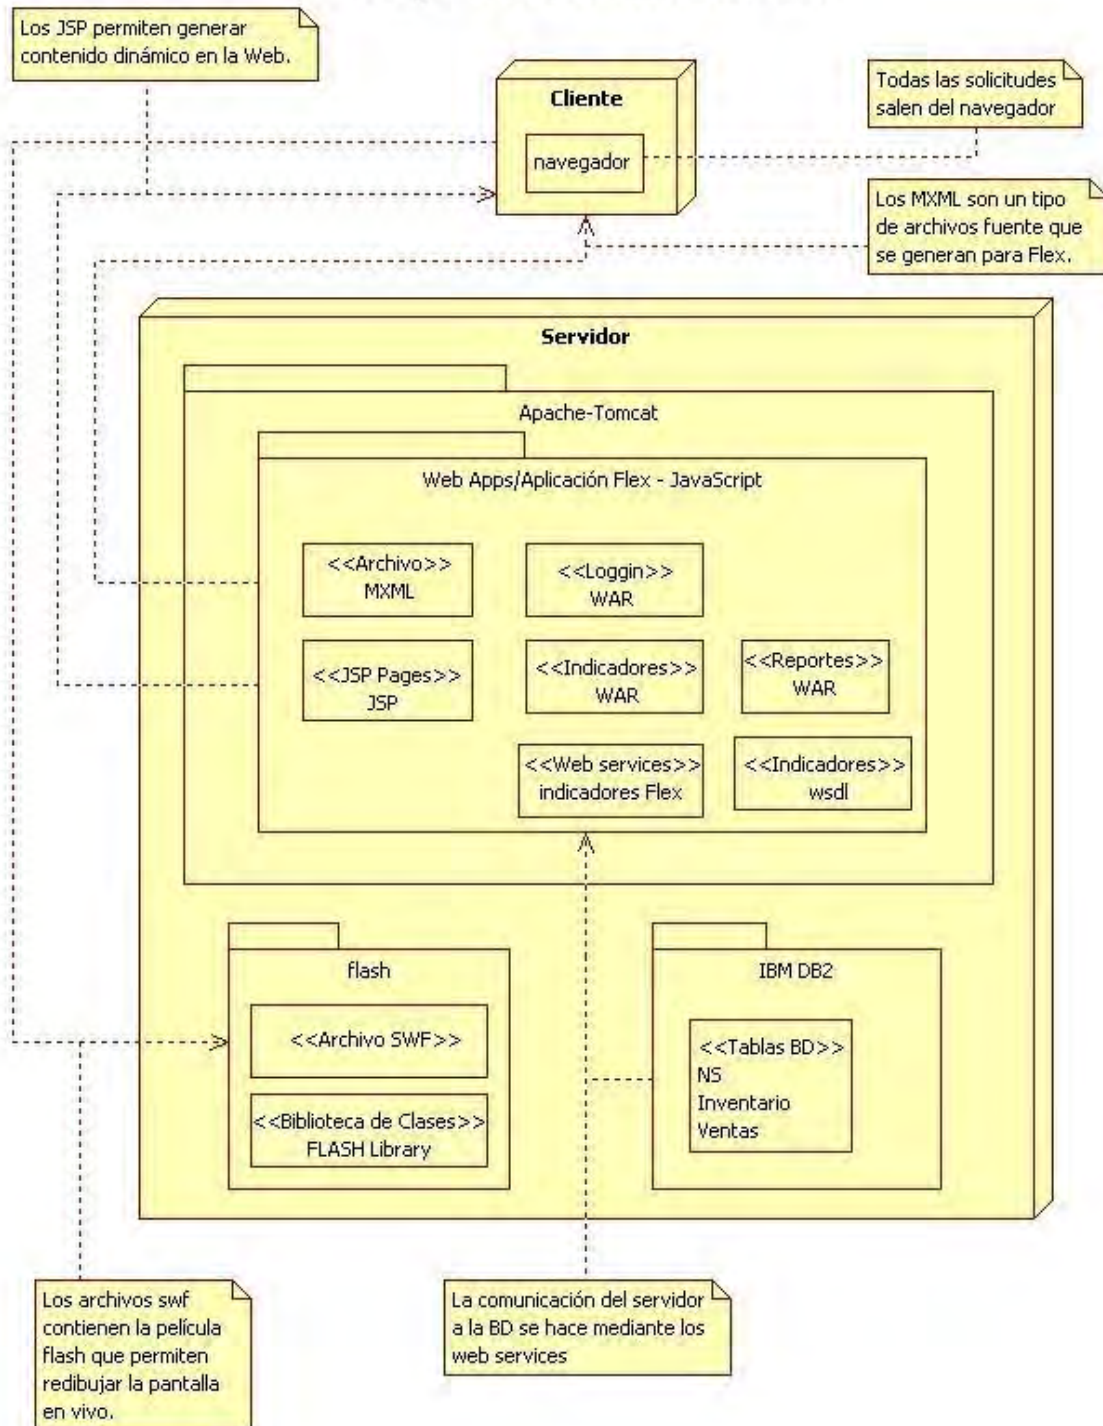 Los JSP permiten generar
contenido dinámico en la Web.
Cliente
navegador
Todas las solicitudes
salen del navegador
Los MXML son un tipo
de archivos fuente que
se generan para Flex.
Servidor
Apache-Tomcat
Web Apps/Aplicación Flex - JavaScript
<<Archivo>>
MXML
<<Loggin>>
WAR
<<JSP Pages>>
JSP
<<Indicadores>>
WAR
<<Reportes>>
WAR
<<Web services>>
indicadores Flex
<<Indicadores>>
wsdl
flash
<<Archivo SWF>>
<<Biblioteca de Clases>>
FLASH Library
IBM DB2
<<Tablas BD>>
NS
Inventario
Ventas
Los archivos swf
contienen la película
flash que permiten
redibujar la pantalla
en vivo.
La comunicación del servidor
a la BD se hace mediante los
web services